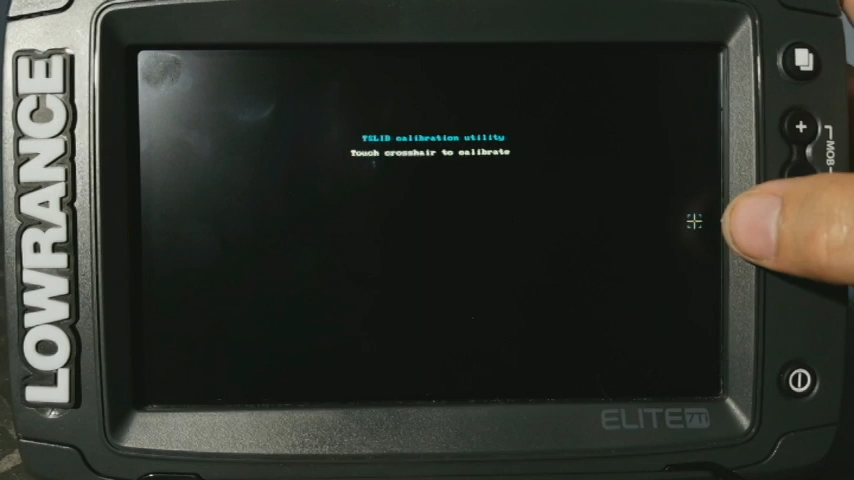 LOWRANCE
TSLIB calibration utility
Touch crosshair to calibrate
MOB
ELITE 7Ti